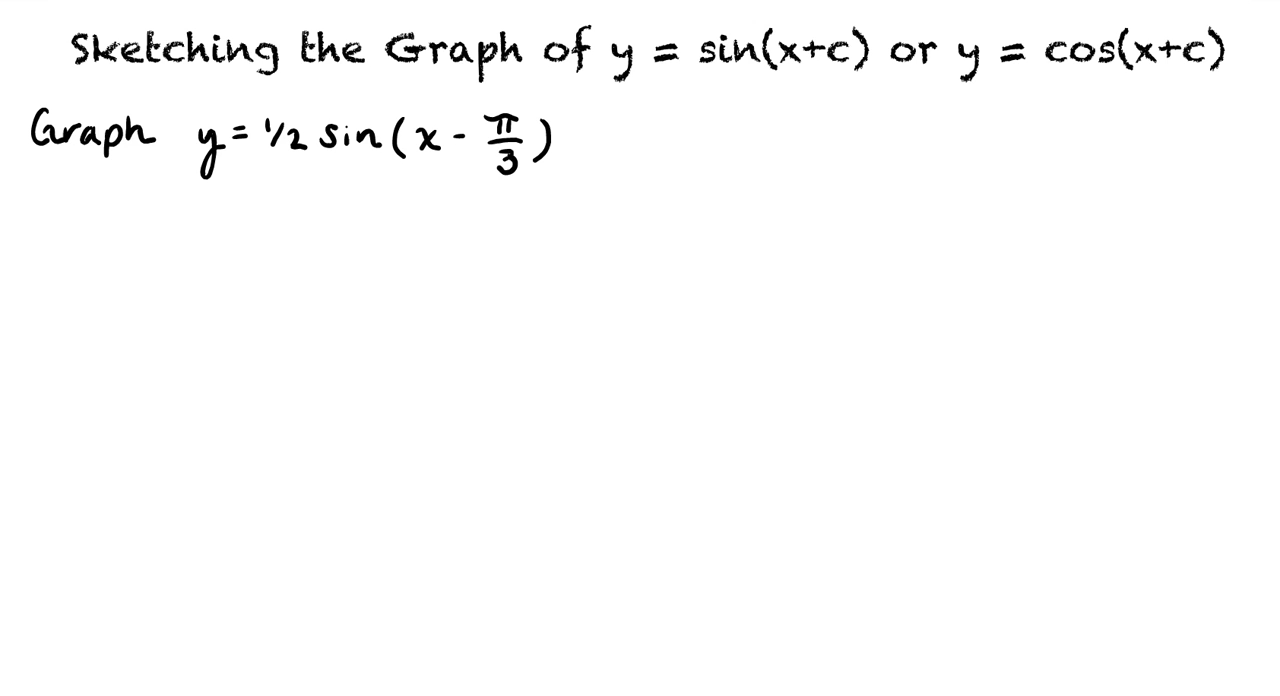 Sketching the Graph of y = sin(x+c) or y = cos(x+c)
Graph y = 1/2 sin(x - π/3)